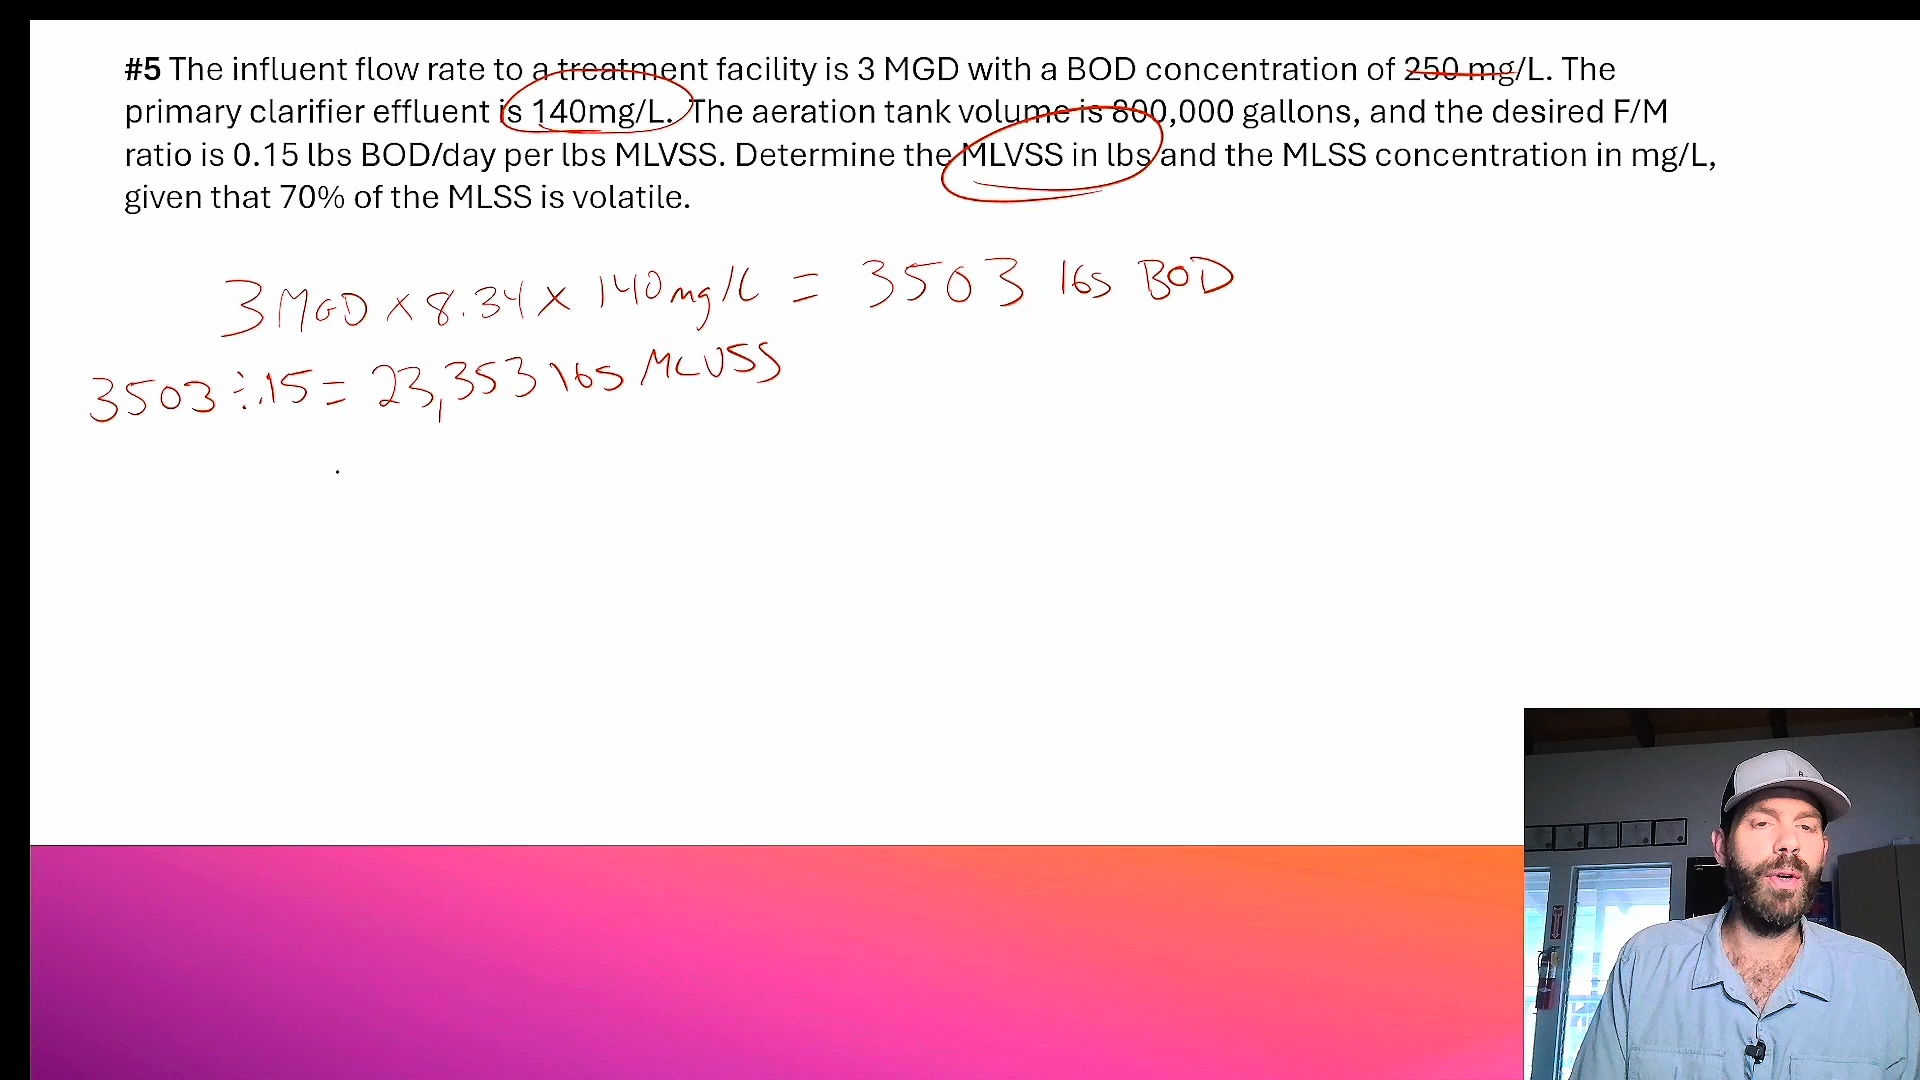 #5 The influent flow rate to a treatment facility is 3 MGD with a BOD concentration of 250 mg/L. The
primary clarifier effluent is 140mg/L. The aeration tank volume is 800,000 gallons, and the desired F/M
ratio is 0.15 lbs BOD/day per lbs MLVSS. Determine the MLVSS in lbs and the MLSS concentration in mg/L,
given that 70% of the MLSS is volatile.
3 MGD x 8.34 x 140 mg/L = 3503 lbs BOD
3503 ÷ .15 = 23,353 lbs MLVSS